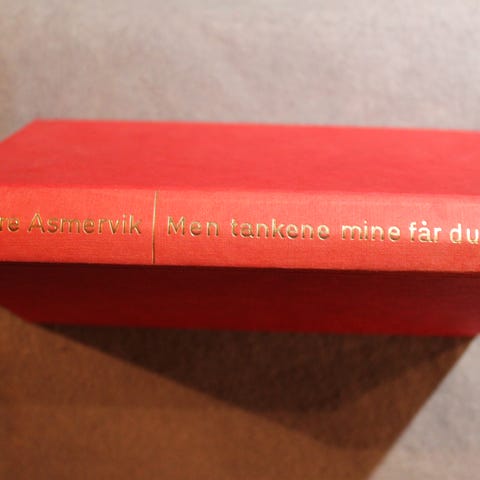 re Asmervik | Men tankene mine får du